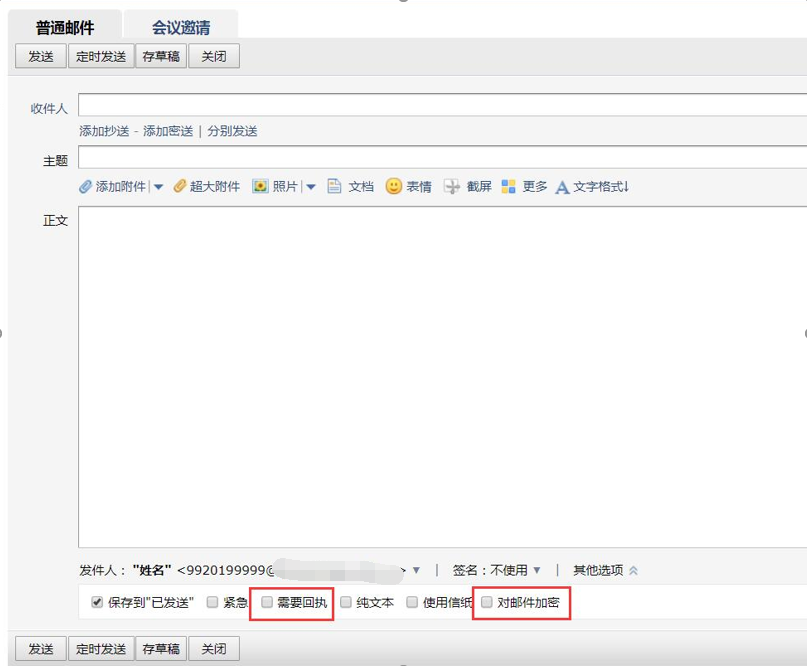 普通邮件 会议邀请
发送 定时发送 存草稿 关闭
收件人
添加抄送 - 添加密送 | 分别发送
主题
添加附件 | 超大附件 照片 | 文档 表情 截屏 更多 A 文字格式↓
正文
发件人："姓名" <9920199999@ > | 签名：不使用 | 其他选项
保存到"已发送" 紧急 需要回执 纯文本 使用信纸 对邮件加密
发送 定时发送 存草稿 关闭